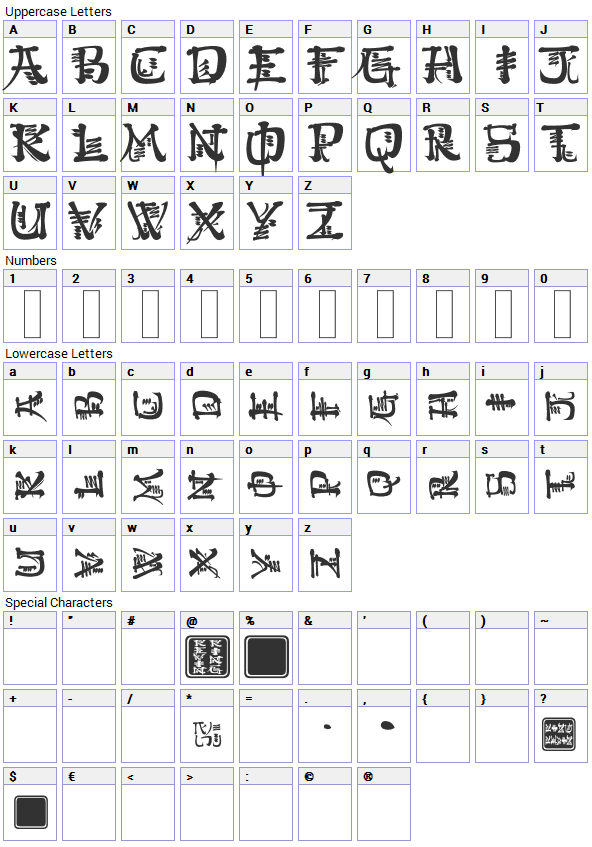 Uppercase Letters
A B C D E F G H I J
A B C D E F G H I J
K L M N O P Q R S T
K L M N O P Q R S T
U V W X Y Z
U V W X Y Z
Numbers
1 2 3 4 5 6 7 8 9 0
Lowercase Letters
a b c d e f g h i j
A B C D E F G H I J
k l m n o p q r s t
K L M N O P Q R S T
u v w x y z
U V W X Y Z
Special Characters
! " # @ % & ' ( ) ~
+ - / * = . , { } ?
. ,
$ € < > : © ®